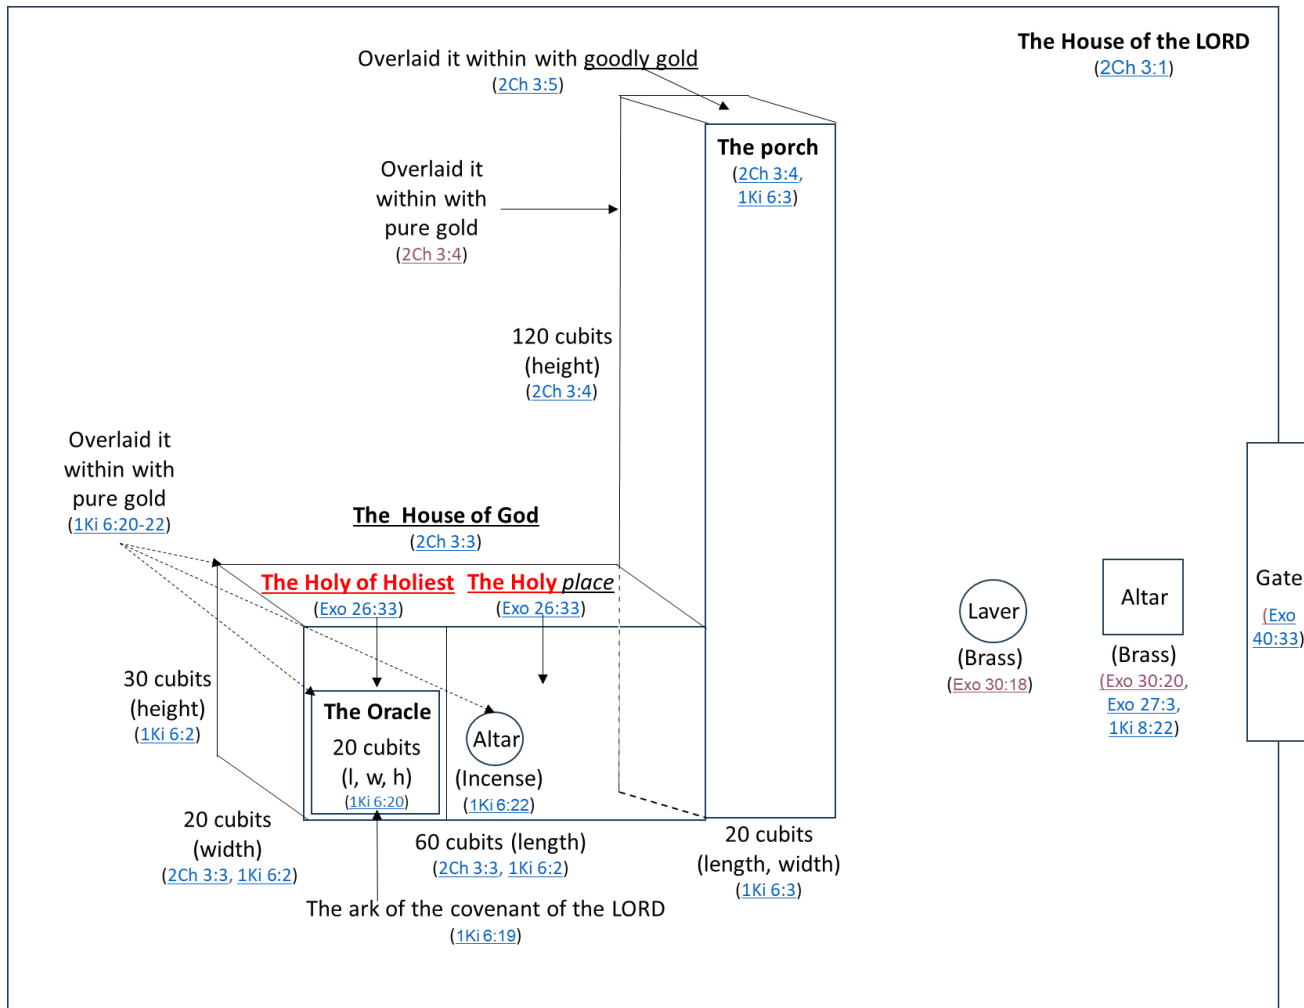 The House of the LORD
(2Ch 3:1)
Overlaid it within with goodly gold
(2Ch 3:5)
The porch
(2Ch 3:4,
1Ki 6:3)
Overlaid it
within with
pure gold
(2Ch 3:4)
120 cubits
(height)
(2Ch 3:4)
Overlaid it
within with
pure gold
(1Ki 6:20-22)
The House of God
(2Ch 3:3)
The Holy of Holiest
(Exo 26:33)
The Holy place
(Exo 26:33)
30 cubits
(height)
(1Ki 6:2)
The Oracle
20 cubits
(l, w, h)
(1Ki 6:20)
Altar
(Incense)
(1Ki 6:22)
20 cubits
(width)
(2Ch 3:3, 1Ki 6:2)
60 cubits (length)
(2Ch 3:3, 1Ki 6:2)
20 cubits
(length, width)
(1Ki 6:3)
The ark of the covenant of the LORD
(1Ki 6:19)
Laver
(Brass)
(Exo 30:18)
Altar
(Brass)
(Exo 30:20,
Exo 27:3,
1Ki 8:22)
Gate
(Exo
40:33)